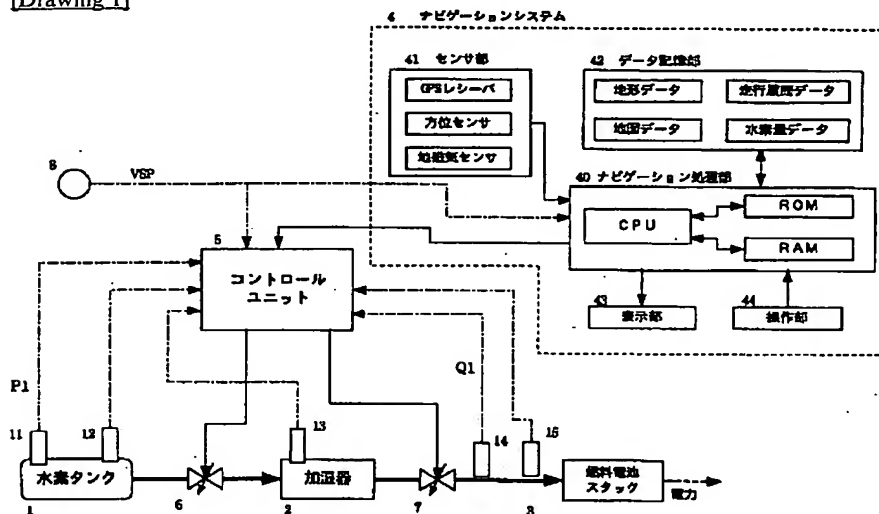 [Drawing 1]
4 ナビゲーションシステム
41 センサ部
GPSレシーバ
方位センサ
地磁気センサ
42 データ記憶部
地形データ
走行履歴データ
地図データ
水素量データ
40 ナビゲーション処理部
CPU
ROM
RAM
43
表示部
44
操作部
8
VSP
5
コントロール
ユニット
P1
Q1
11
12
13
14
15
水素タンク
1
6
加湿器
2
7
3
燃料電池
スタック
電力